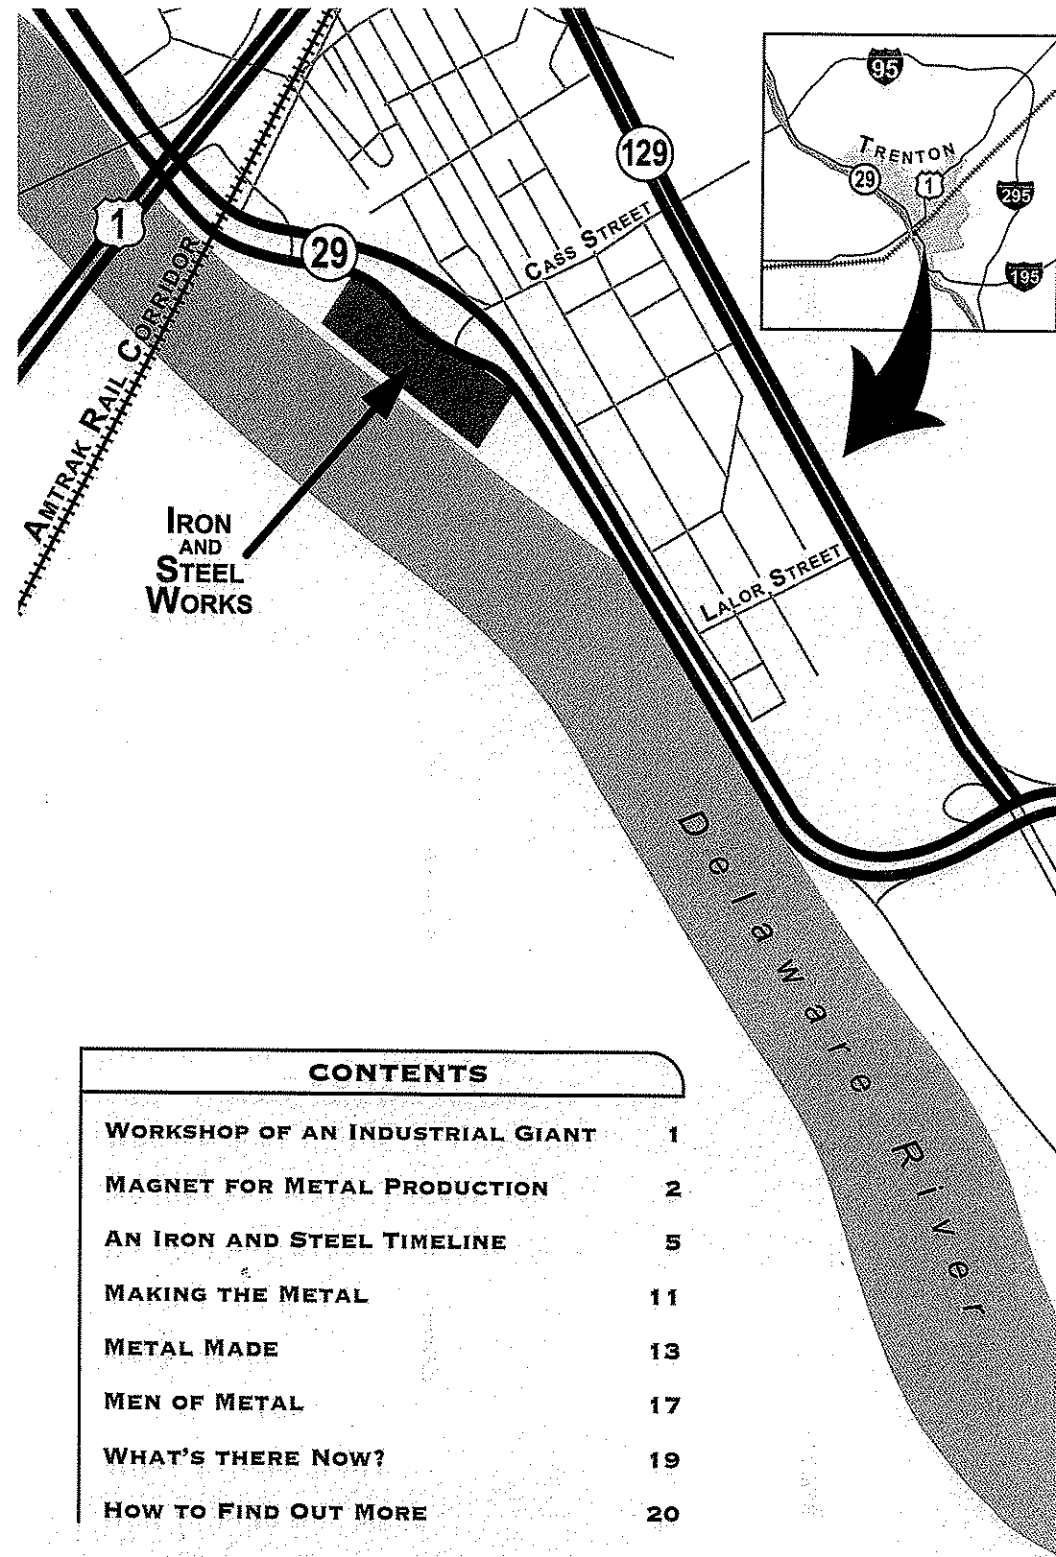 95
TRENTON
29
1
295
195
129
1
29
CASS STREET
AMTRAK RAIL CORRIDOR
IRON
AND
STEEL
WORKS
LALOR STREET
Delaware River
CONTENTS
WORKSHOP OF AN INDUSTRIAL GIANT 1
MAGNET FOR METAL PRODUCTION 2
AN IRON AND STEEL TIMELINE 5
MAKING THE METAL 11
METAL MADE 13
MEN OF METAL 17
WHAT'S THERE NOW? 19
HOW TO FIND OUT MORE 20